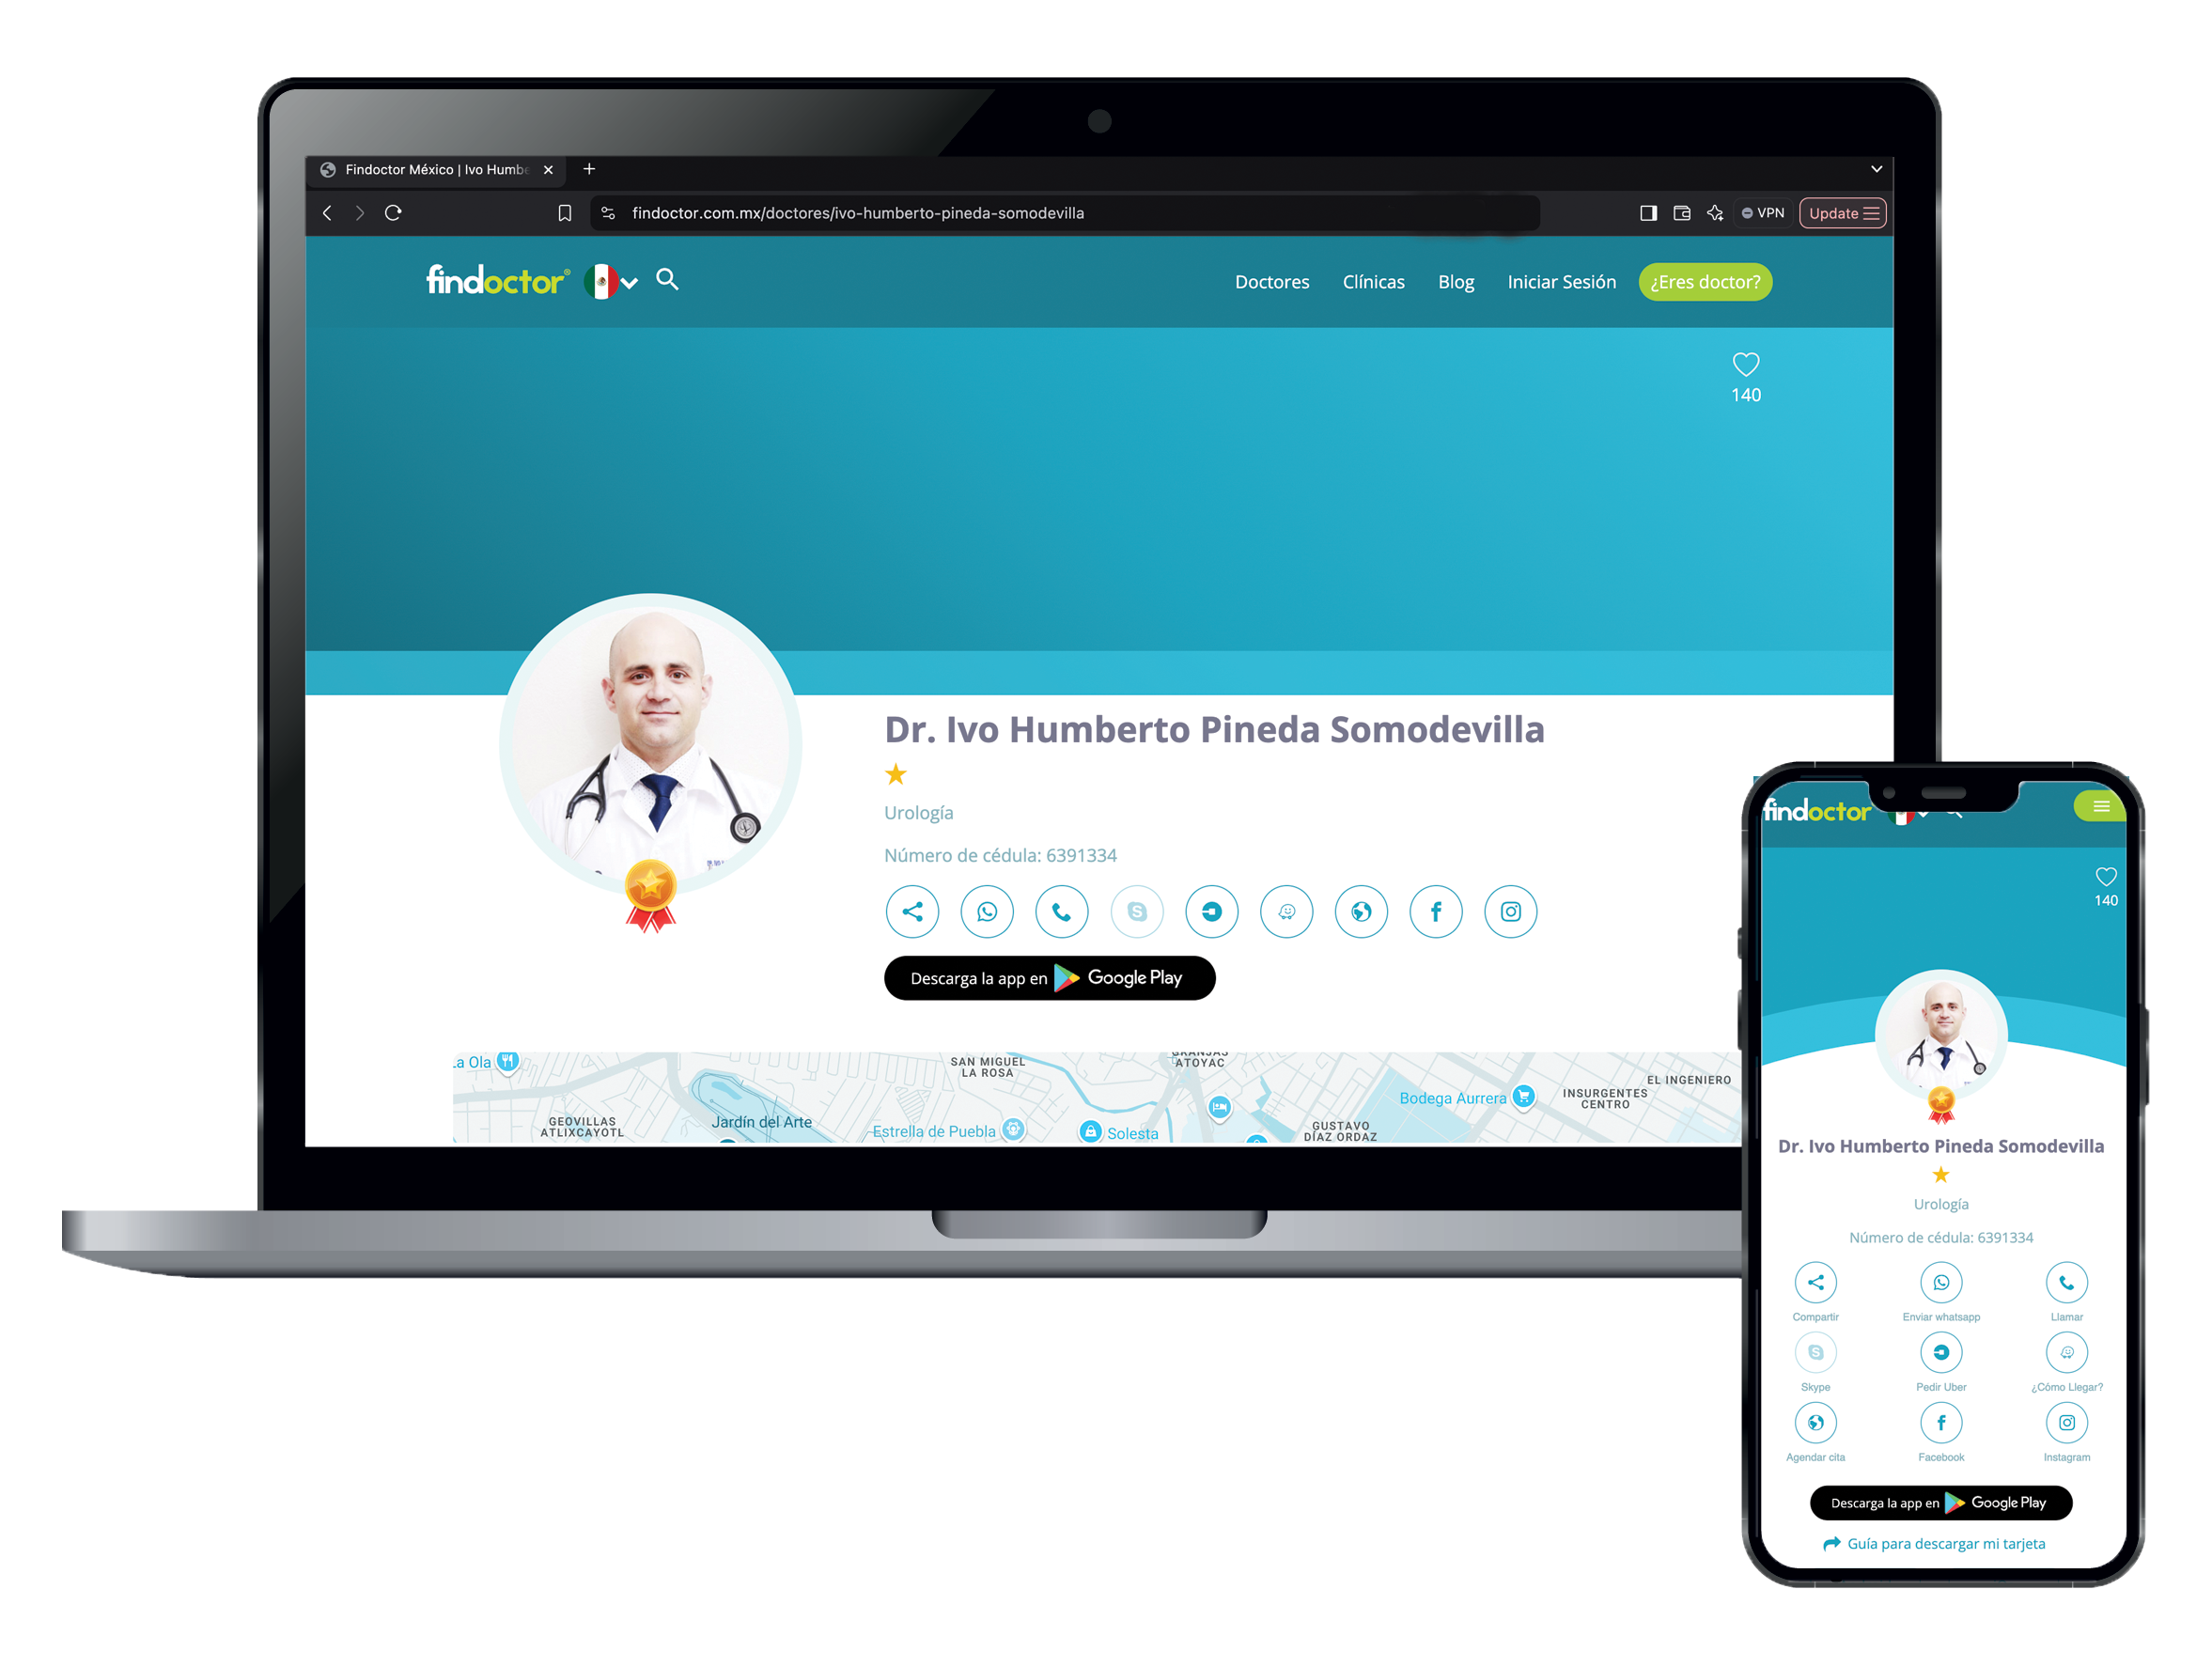 Findoctor México | Ivo Humbe
findoctor.com.mx/doctores/ivo-humberto-pineda-somodevilla
VPN
Update
findoctor®
Doctores Clínicas Blog Iniciar Sesión ¿Eres doctor?
140
Dr. Ivo Humberto Pineda Somodevilla
Urología
Número de cédula: 6391334
Descarga la app en Google Play
La Ola
SAN MIGUEL
LA ROSA
GRANJAS
ATOYAC
EL INGENIERO
Bodega Aurrera
INSURGENTES
CENTRO
GEOVILLAS
ATLIXCAYOTL
Jardín del Arte
Estrella de Puebla
Solesta
GUSTAVO
DÍAZ ORDAZ
findoctor
140
Dr. Ivo Humberto Pineda Somodevilla
Urología
Número de cédula: 6391334
Compartir Enviar whatsapp Llamar
Skype Pedir Uber ¿Cómo Llegar?
Agendar cita Facebook Instagram
Descarga la app en Google Play
Guía para descargar mi tarjeta